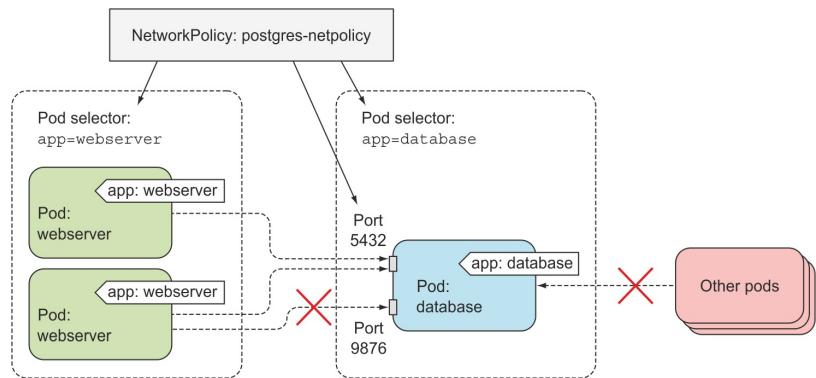 NetworkPolicy: postgres-netpolicy
Pod selector:
app=webserver
app: webserver
Pod:
webserver
app: webserver
Pod:
webserver
Pod selector:
app=database
Port
5432
app: database
Pod:
database
Port
9876
Other pods